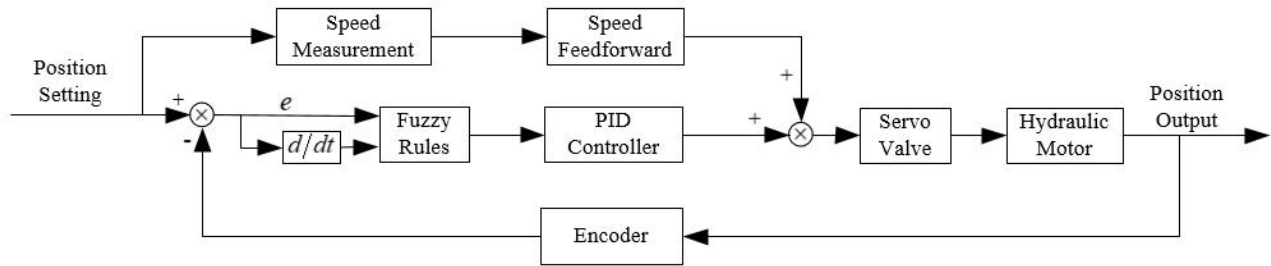 Speed
Measurement
Speed
Feedforward
Position
Setting
+
-
e
d/dt
Fuzzy
Rules
PID
Controller
+
+
Servo
Valve
Hydraulic
Motor
Position
Output
Encoder